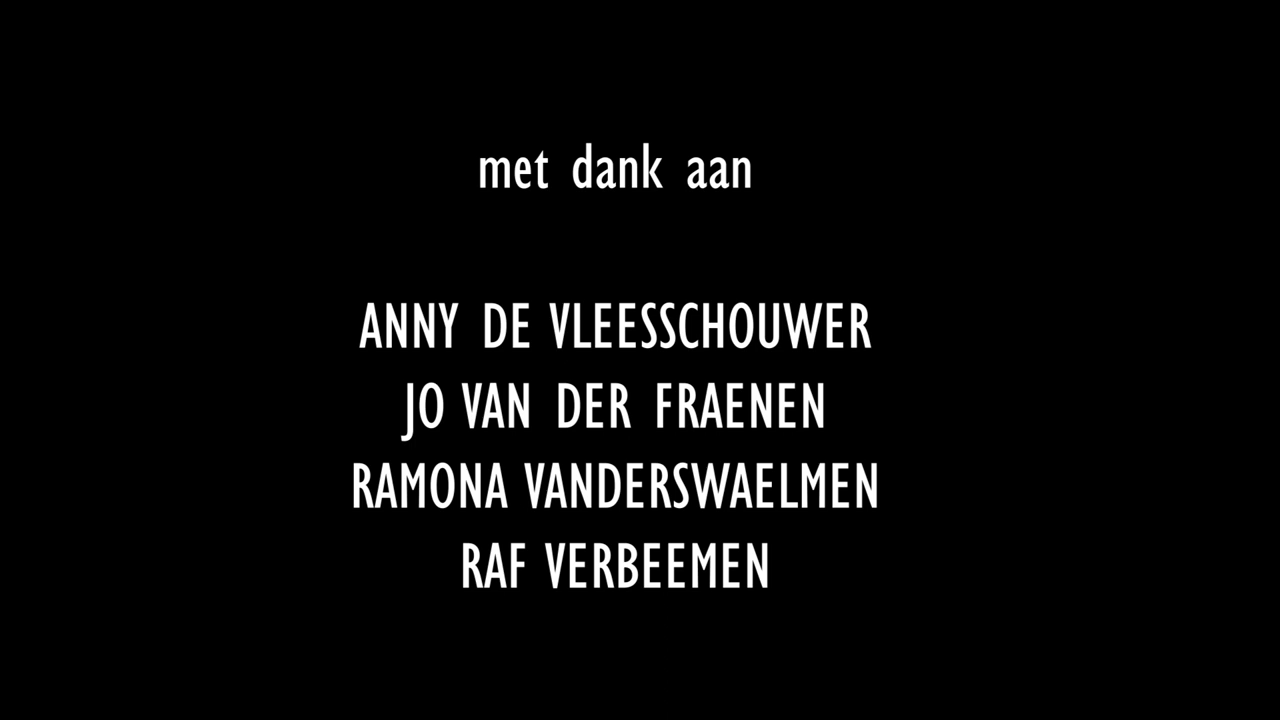 met dank aan
ANNY DE VLEESSCHOUWER
JO VAN DER FRAENEN
RAMONA VANDERSWAELMEN
RAF VERBEEMEN